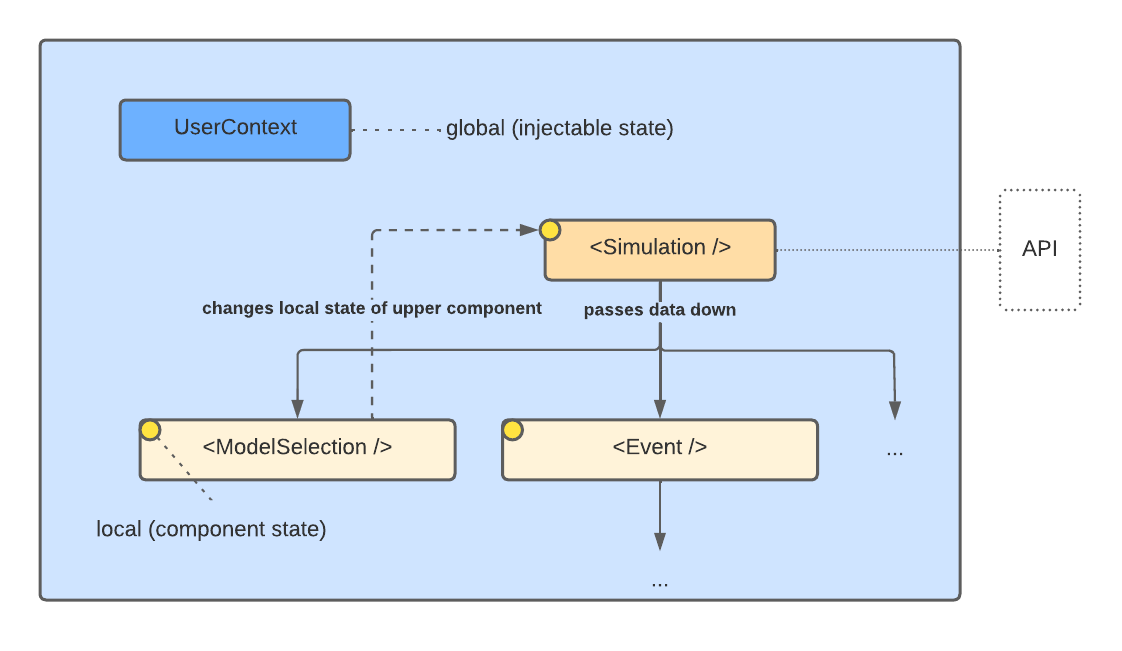 UserContext
global (injectable state)
<Simulation />
API
changes local state of upper component
passes data down
<ModelSelection />
<Event />
...
local (component state)
...